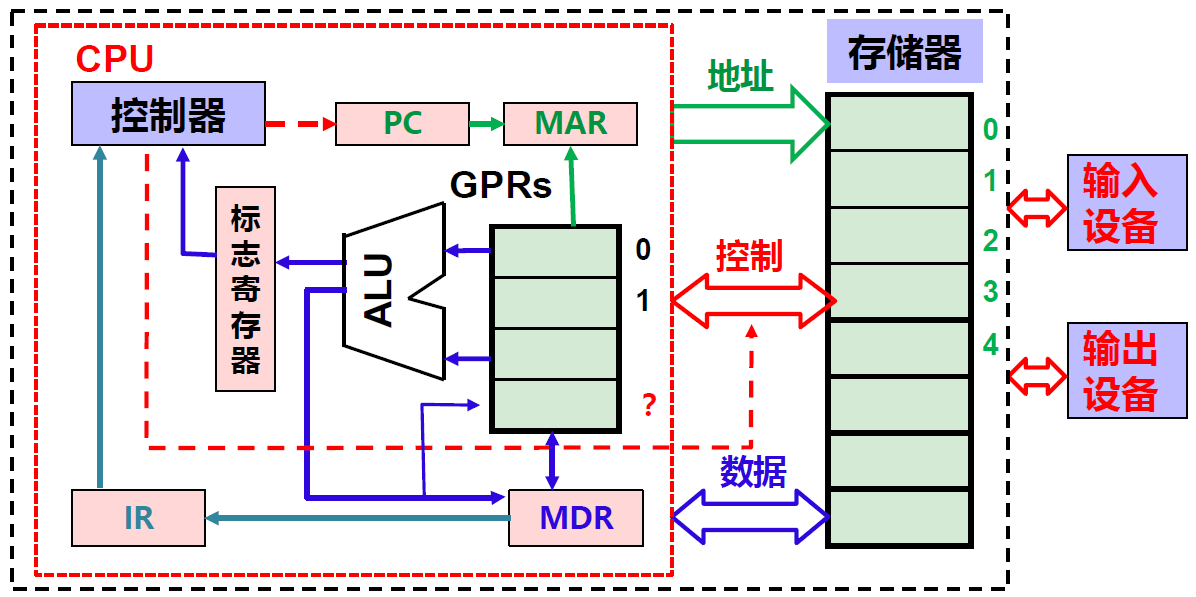 CPU
控制器
PC
MAR
地址
存储器
GPRs
标
志
寄
存
器
ALU
0
1
?
控制
0
1
2
3
4
输入
设备
输出
设备
数据
IR
MDR